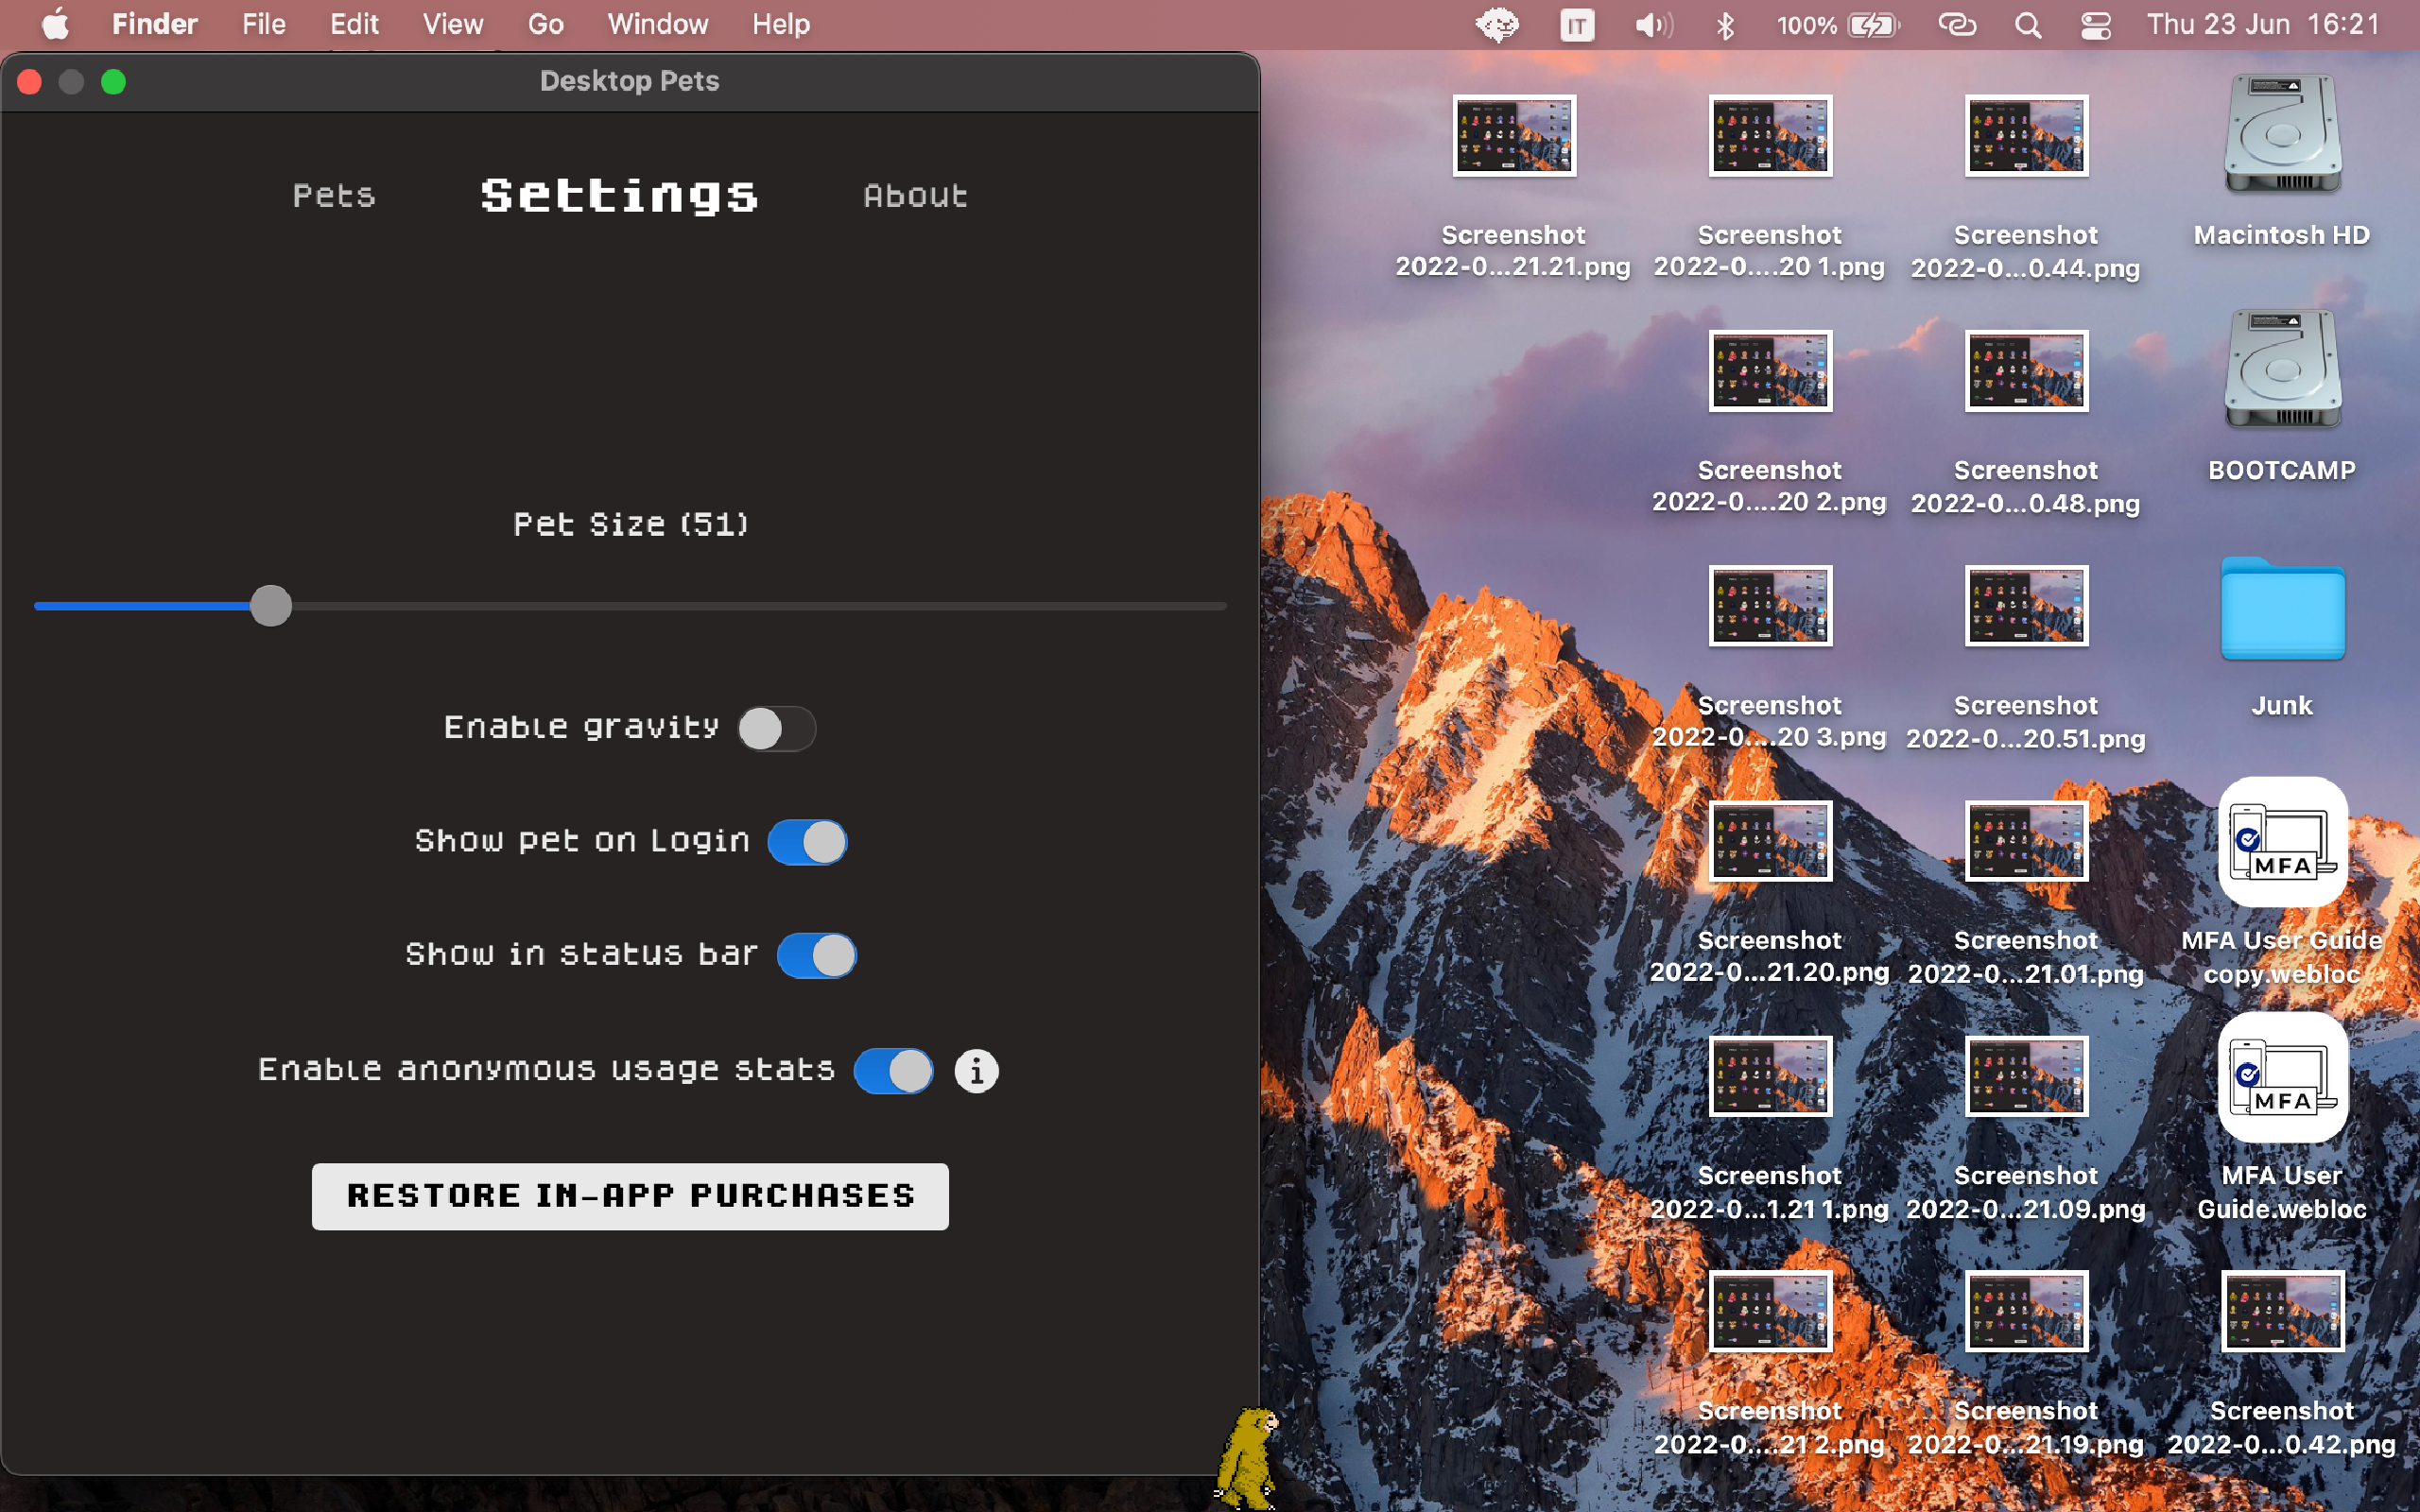 Finder File Edit View Go Window Help IT 100% Thu 23 Jun 16:21
Desktop Pets
Pets Settings About
Pet Size (51)
Enable gravity
Show pet on Login
Show in status bar
Enable anonymous usage stats i
RESTORE IN-APP PURCHASES
Screenshot
2022-0...21.21.png
Screenshot
2022-0....20 1.png
Screenshot
2022-0...0.44.png
Macintosh HD
Screenshot
2022-0....20 2.png
Screenshot
2022-0...0.48.png
BOOTCAMP
Screenshot
2022-0....20 3.png
Screenshot
2022-0...20.51.png
Junk
Screenshot
2022-0...21.20.png
Screenshot
2022-0...21.01.png
MFA
MFA User Guide
copy.webloc
Screenshot
2022-0...1.21 1.png
Screenshot
2022-0...21.09.png
MFA
MFA User
Guide.webloc
Screenshot
2022-0....21 2.png
Screenshot
2022-0...21.19.png
Screenshot
2022-0...0.42.png